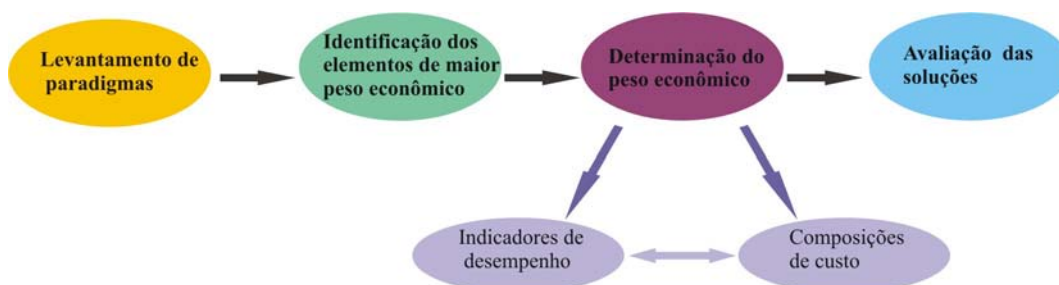 Levantamento de
paradigmas
Identificação dos
elementos de maior
peso econômico
Determinação do
peso econômico
Avaliação das
soluções
Indicadores de
desempenho
Composições
de custo